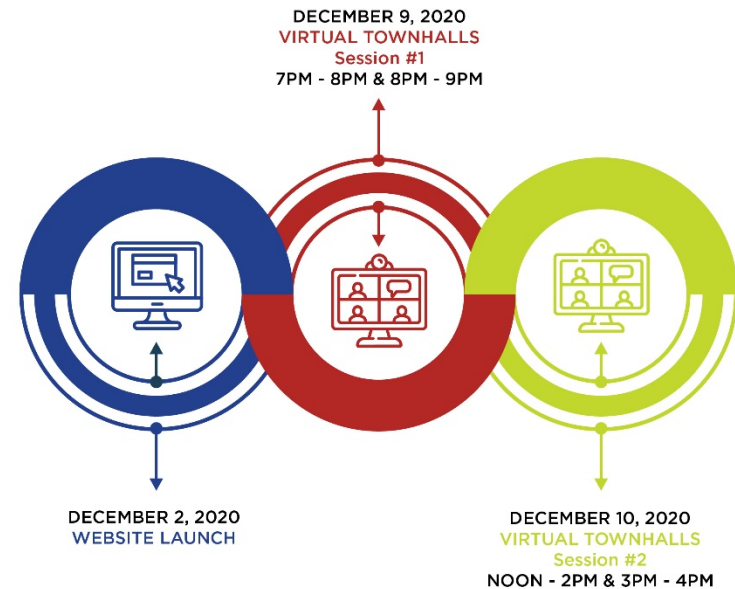 DECEMBER 9, 2020
VIRTUAL TOWNHALLS
Session #1
7PM - 8PM & 8PM - 9PM
DECEMBER 2, 2020
WEBSITE LAUNCH
DECEMBER 10, 2020
VIRTUAL TOWNHALLS
Session #2
NOON - 2PM & 3PM - 4PM